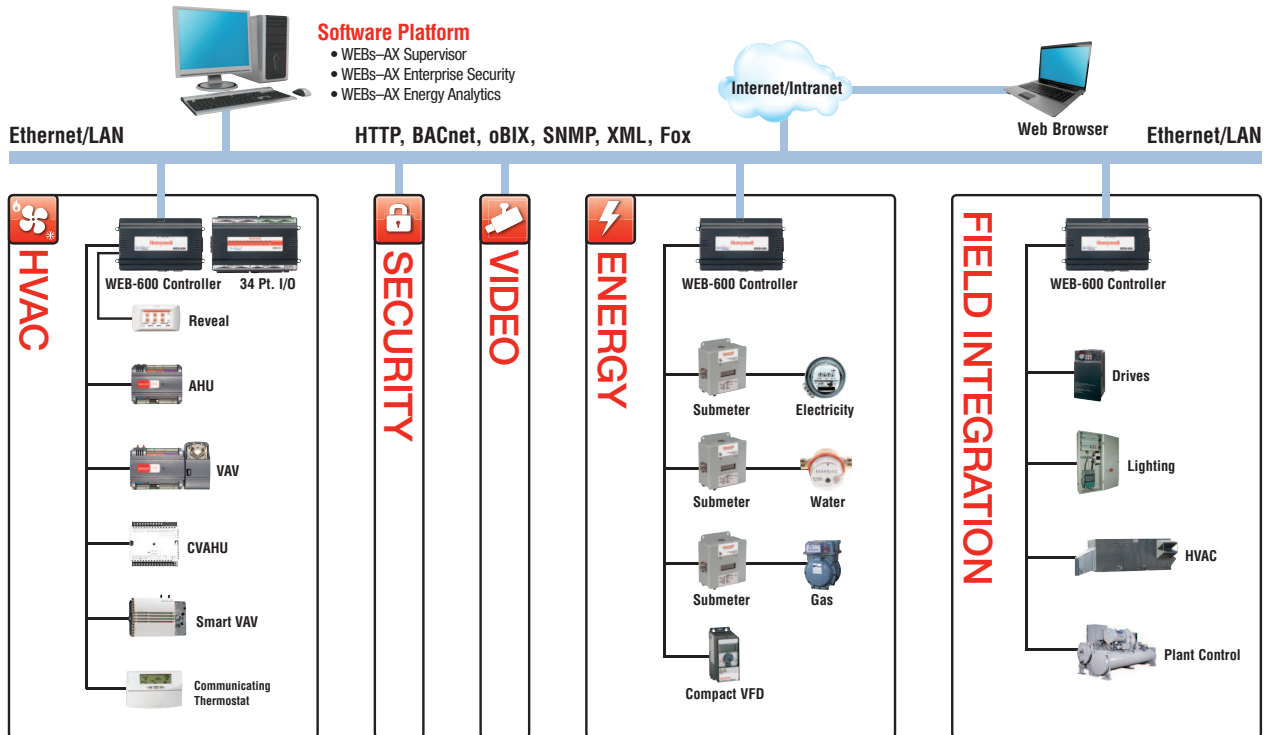 Software Platform
• WEBs–AX Supervisor
• WEBs–AX Enterprise Security
• WEBs–AX Energy Analytics
Internet/Intranet
Web Browser
Ethernet/LAN
HTTP, BACnet, oBIX, SNMP, XML, Fox
Ethernet/LAN
HVAC
Honeywell
WEB-600 Controller
34 Pt. I/O
Reveal
AHU
VAV
CVAHU
Smart VAV
Communicating
Thermostat
SECURITY
VIDEO
ENERGY
Honeywell
WEB-600 Controller
Submeter
Electricity
Submeter
Water
Submeter
Gas
Compact VFD
FIELD INTEGRATION
Honeywell
WEB-600 Controller
Drives
Lighting
HVAC
Plant Control